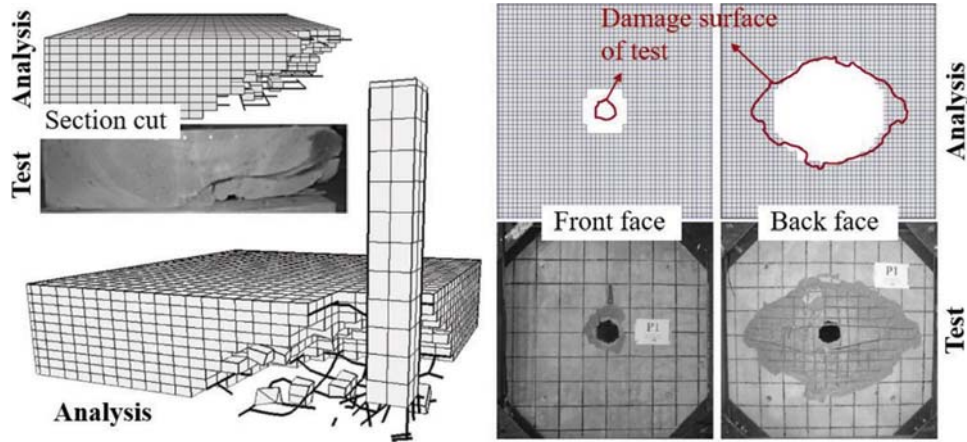 Analysis
Section cut
Test
Analysis
Damage surface
of test
Analysis
Front face
Back face
P1
P1
Test